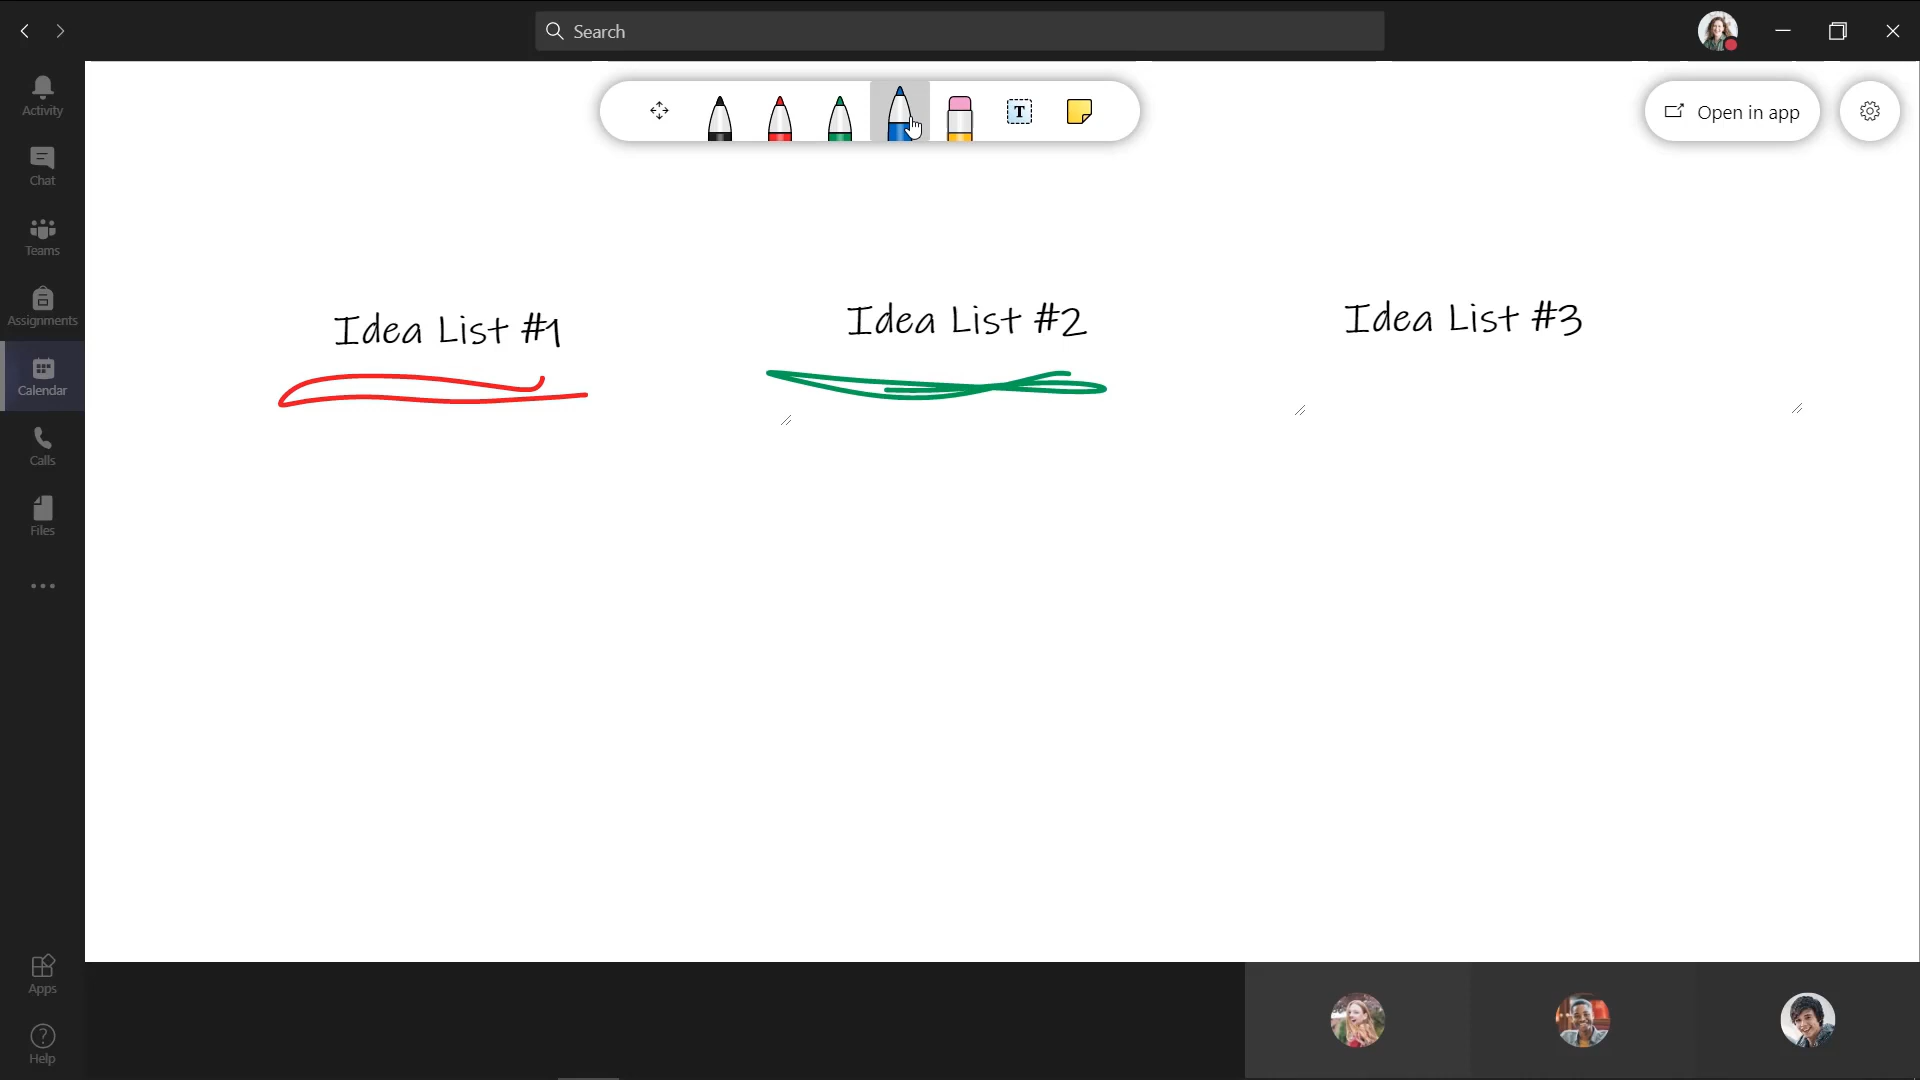 Search
Activity
Chat
Teams
Assignments
Calendar
Calls
Files
Apps
Help
T
Open in app
Idea List #1
Idea List #2
Idea List #3